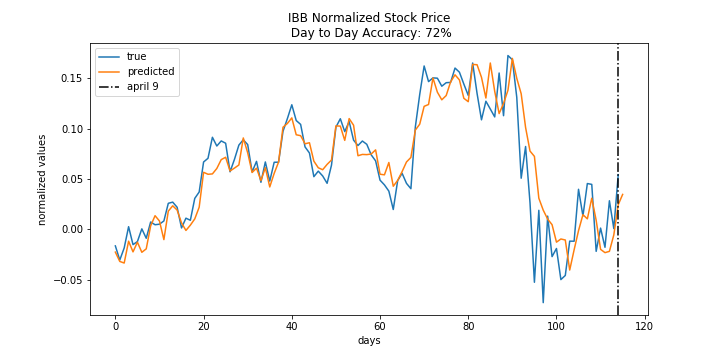 IBB Normalized Stock Price
Day to Day Accuracy: 72%
true
predicted
april 9
normalized values
0.15
0.10
0.05
0.00
−0.05
0
20
40
60
80
100
120
days